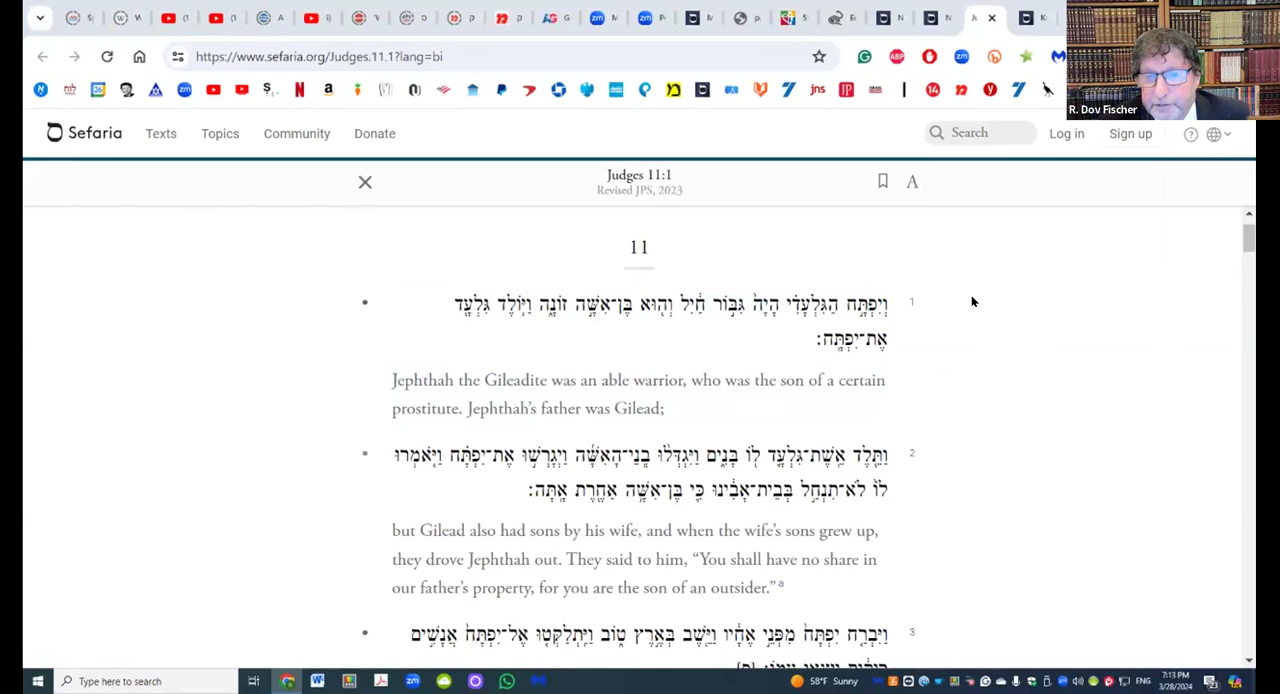 https://www.sefaria.org/Judges.11.1?lang=bi
R. Dov Fischer
Sefaria
Texts
Topics
Community
Donate
Search
Log in
Sign up
Judges 11:1
Revised JPS, 2023
A
11
1
וְיִפְתָּ֣ח הַגִּלְעָדִ֗י הָיָה֙ גִּבּ֣וֹר חַ֔יִל וְה֖וּא בֶּן־אִשָּׁ֣ה זוֹנָ֑ה וַיּ֥וֹלֶד גִּלְעָ֖ד
אֶת־יִפְתָּֽח׃
Jephthah the Gileadite was an able warrior, who was the son of a certain
prostitute. Jephthah’s father was Gilead;
2
וַתֵּ֧לֶד אֵֽשֶׁת־גִּלְעָ֛ד ל֖וֹ בָּנִ֑ים וַיִּגְדְּל֨וּ בְֽנֵי־הָאִשָּׁ֜ה וַיְגָרְשׁ֣וּ אֶת־יִפְתָּ֗ח וַיֹּ֤אמְרוּ
לוֹ֙ לֹא־תִנְחַ֣ל בְּבֵית־אָבִ֔ינוּ כִּ֛י בֶּן־אִשָּׁ֥ה אַחֶ֖רֶת אָֽתָּה׃
but Gilead also had sons by his wife, and when the wife’s sons grew up,
they drove Jephthah out. They said to him, “You shall have no share in
our father’s property, for you are the son of an outsider.” a
3
וַיִּבְרַ֤ח יִפְתָּח֙ מִפְּנֵ֣י אֶחָ֔יו וַיֵּ֖שֶׁב בְּאֶ֣רֶץ ט֑וֹב וַיִּֽתְלַקְּט֤וּ אֶל־יִפְתָּח֙ אֲנָשִׁ֣ים
Type here to search
58°F Sunny
ENG
7:13 PM
3/28/2024